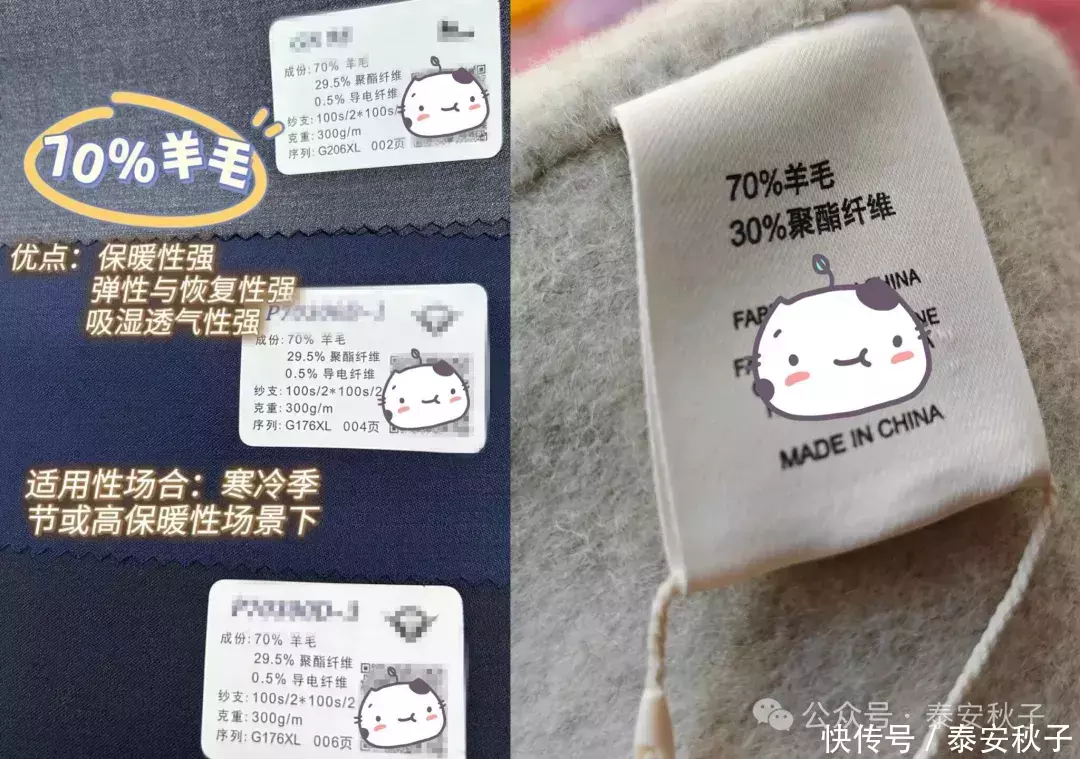 成份:70% 羊毛
29.5% 聚酯纤维
0.5% 导电纤维
纱支:100s/2*100s/
克重:300g/m
序列:G206XL 002页
70%羊毛
优点：保暖性强
弹性与恢复性强
吸湿透气性强
成份:70% 羊毛
29.5% 聚酯纤维
0.5% 导电纤维
纱支:100s/2*100s/2
克重:300g/m
序列:G176XL 004页
适用性场合：寒冷季
节或高保暖性场景下
成份:70% 羊毛
29.5% 聚酯纤维
0.5% 导电纤维
纱支:100s/2*100s/2
克重:300g/m
序列:G176XL 006页
70%羊毛
30%聚酯纤维
MADE IN CHINA
公众号 · 泰安秋子
快传号 / 泰安秋子